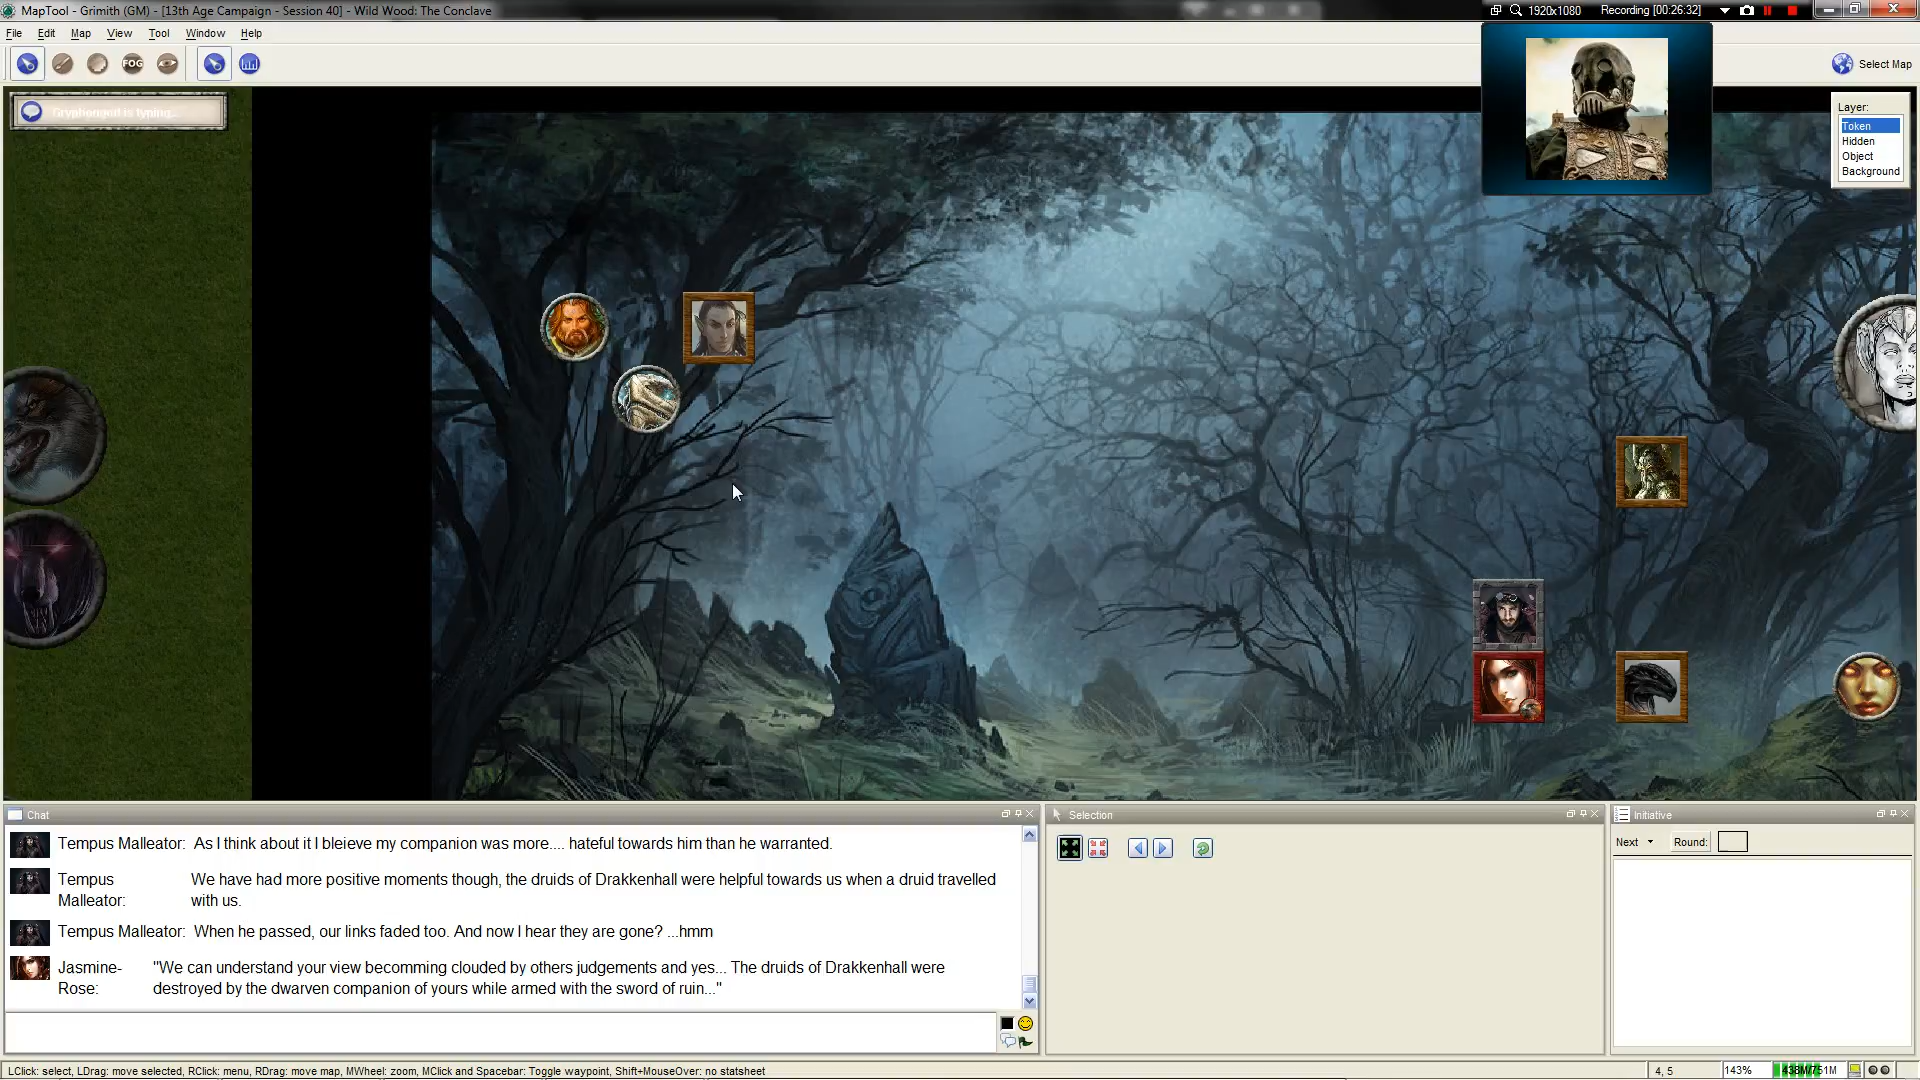 MapTool - Grimith (GM) - [13th Age Campaign - Session 40] - Wild Wood: The Conclave
1920x1080
Recording [00:26:32]
File Edit Map View Tool Window Help
FOG
Select Map
Gryphongod is typing...
Layer:
Token
Hidden
Object
Background
Chat
Tempus Malleator: As I think about it I bleieve my companion was more.... hateful towards him than he warranted.
Tempus Malleator: We have had more positive moments though, the druids of Drakkenhall were helpful towards us when a druid travelled
with us.
Tempus Malleator: When he passed, our links faded too. And now I hear they are gone? ...hmm
Jasmine-Rose: "We can understand your view becomming clouded by others judgements and yes... The druids of Drakkenhall were
destroyed by the dwarven companion of yours while armed with the sword of ruin..."
Selection
Initiative
Next
Round:
LClick: select, LDrag: move selected, RClick: menu, RDrag: move map, MWheel: zoom, MClick and Spacebar: Toggle waypoint, Shift+MouseOver: no statsheet
4, 5
143%
438M/751M